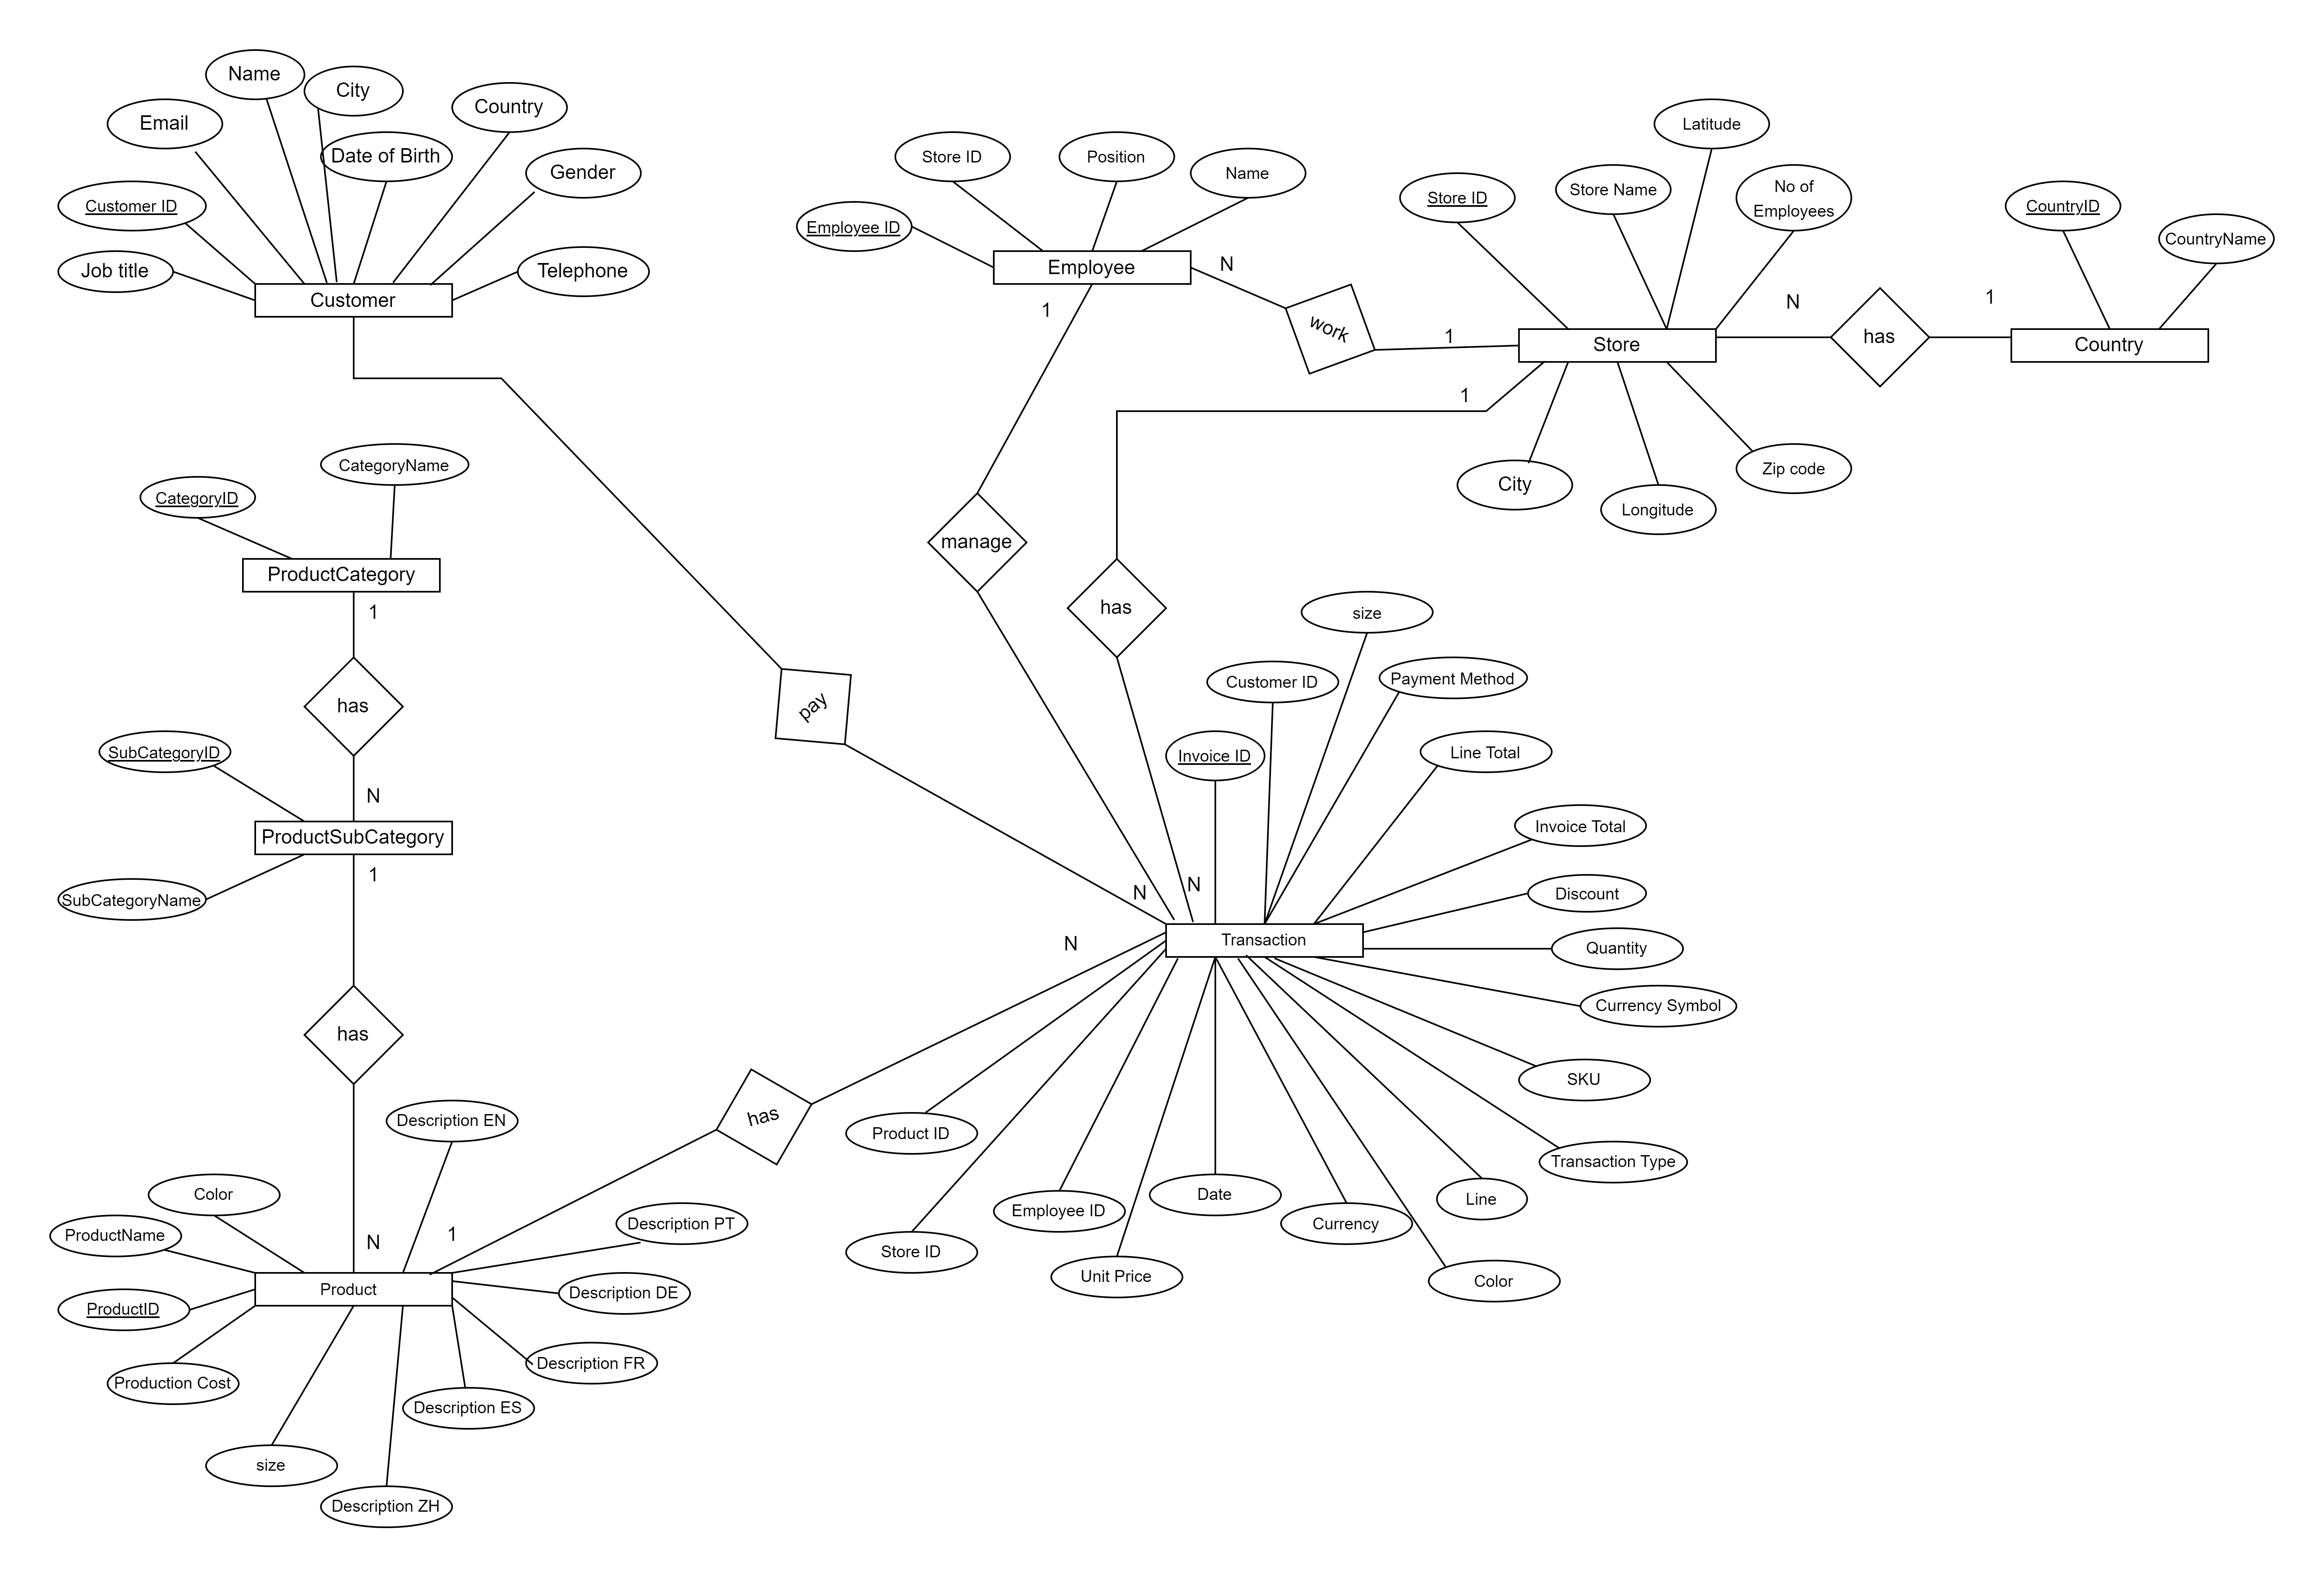 Name
City
Country
Email
Date of Birth
Gender
Customer ID
Job title
Telephone
Customer
Store ID
Position
Name
Employee ID
Employee
N
1
work
1
Latitude
Store Name
No of
Employees
Store ID
Store
N
has
1
CountryID
CountryName
Country
1
City
Longitude
Zip code
CategoryName
CategoryID
ProductCategory
1
has
N
SubCategoryID
ProductSubCategory
1
SubCategoryName
has
manage
has
pay
size
Customer ID
Payment Method
Invoice ID
Line Total
Invoice Total
Discount
Quantity
Currency Symbol
SKU
Transaction Type
Line
Color
Currency
Date
Unit Price
Employee ID
Store ID
Product ID
N
N
N
Transaction
has
Description EN
Color
ProductName
N
1
Description PT
Product
ProductID
Description DE
Production Cost
Description FR
Description ES
size
Description ZH